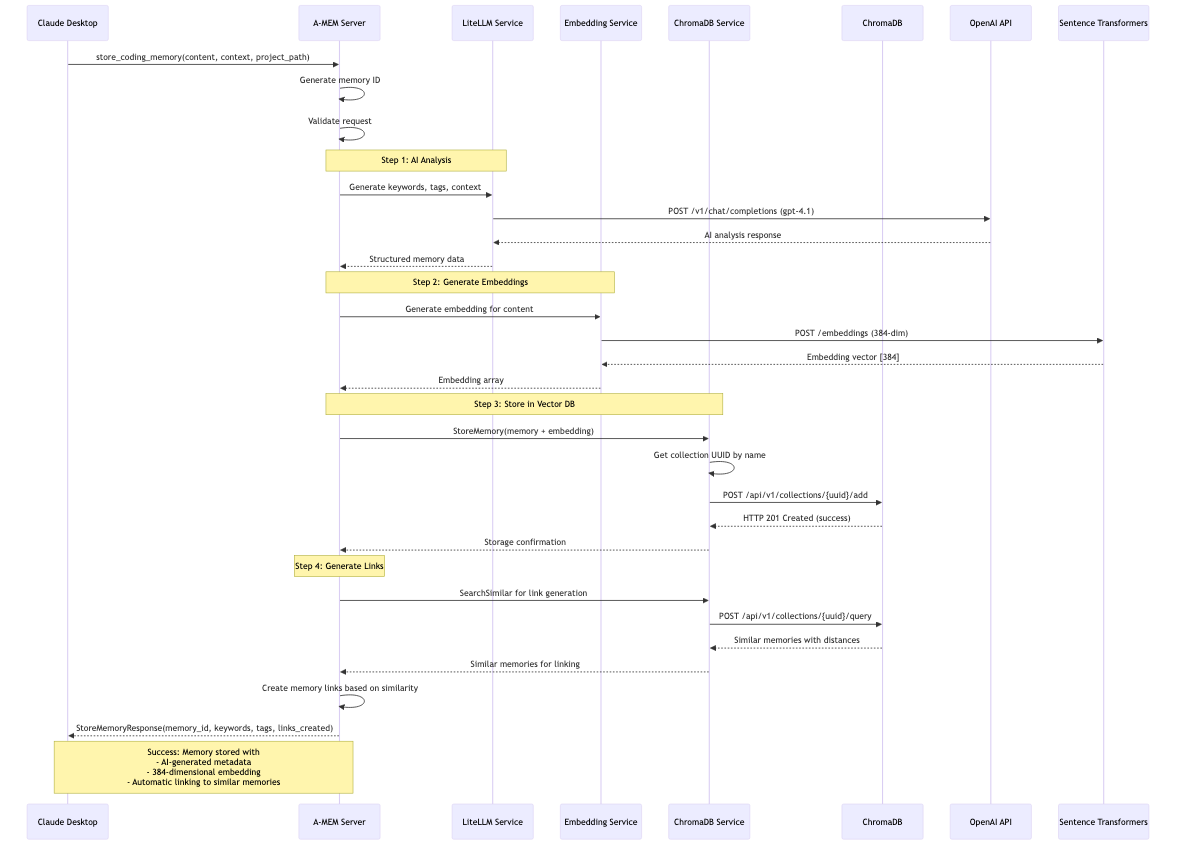 Claude Desktop
A-MEM Server
LiteLLM Service
Embedding Service
ChromaDB Service
ChromaDB
OpenAI API
Sentence Transformers
store_coding_memory(content, context, project_path)
Generate memory ID
Validate request
Step 1: AI Analysis
Generate keywords, tags, context
POST /v1/chat/completions (gpt-4.1)
AI analysis response
Structured memory data
Step 2: Generate Embeddings
Generate embedding for content
POST /embeddings (384-dim)
Embedding vector [384]
Embedding array
Step 3: Store in Vector DB
StoreMemory(memory + embedding)
Get collection UUID by name
POST /api/v1/collections/{uuid}/add
HTTP 201 Created (success)
Storage confirmation
Step 4: Generate Links
SearchSimilar for link generation
POST /api/v1/collections/{uuid}/query
Similar memories with distances
Similar memories for linking
Create memory links based on similarity
StoreMemoryResponse(memory_id, keywords, tags, links_created)
Success: Memory stored with
- AI-generated metadata
- 384-dimensional embedding
- Automatic linking to similar memories
Claude Desktop
A-MEM Server
LiteLLM Service
Embedding Service
ChromaDB Service
ChromaDB
OpenAI API
Sentence Transformers